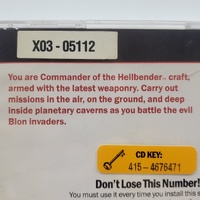 X03 - 05112
You are Commander of the Hellbender™ craft,
armed with the latest weaponry. Carry out
missions in the air, on the ground, and deep
inside planetary caverns as you battle the evil
Bion invaders.
CD KEY:
415-4676471
Don't Lose This Number!
You must use it every time you install this s